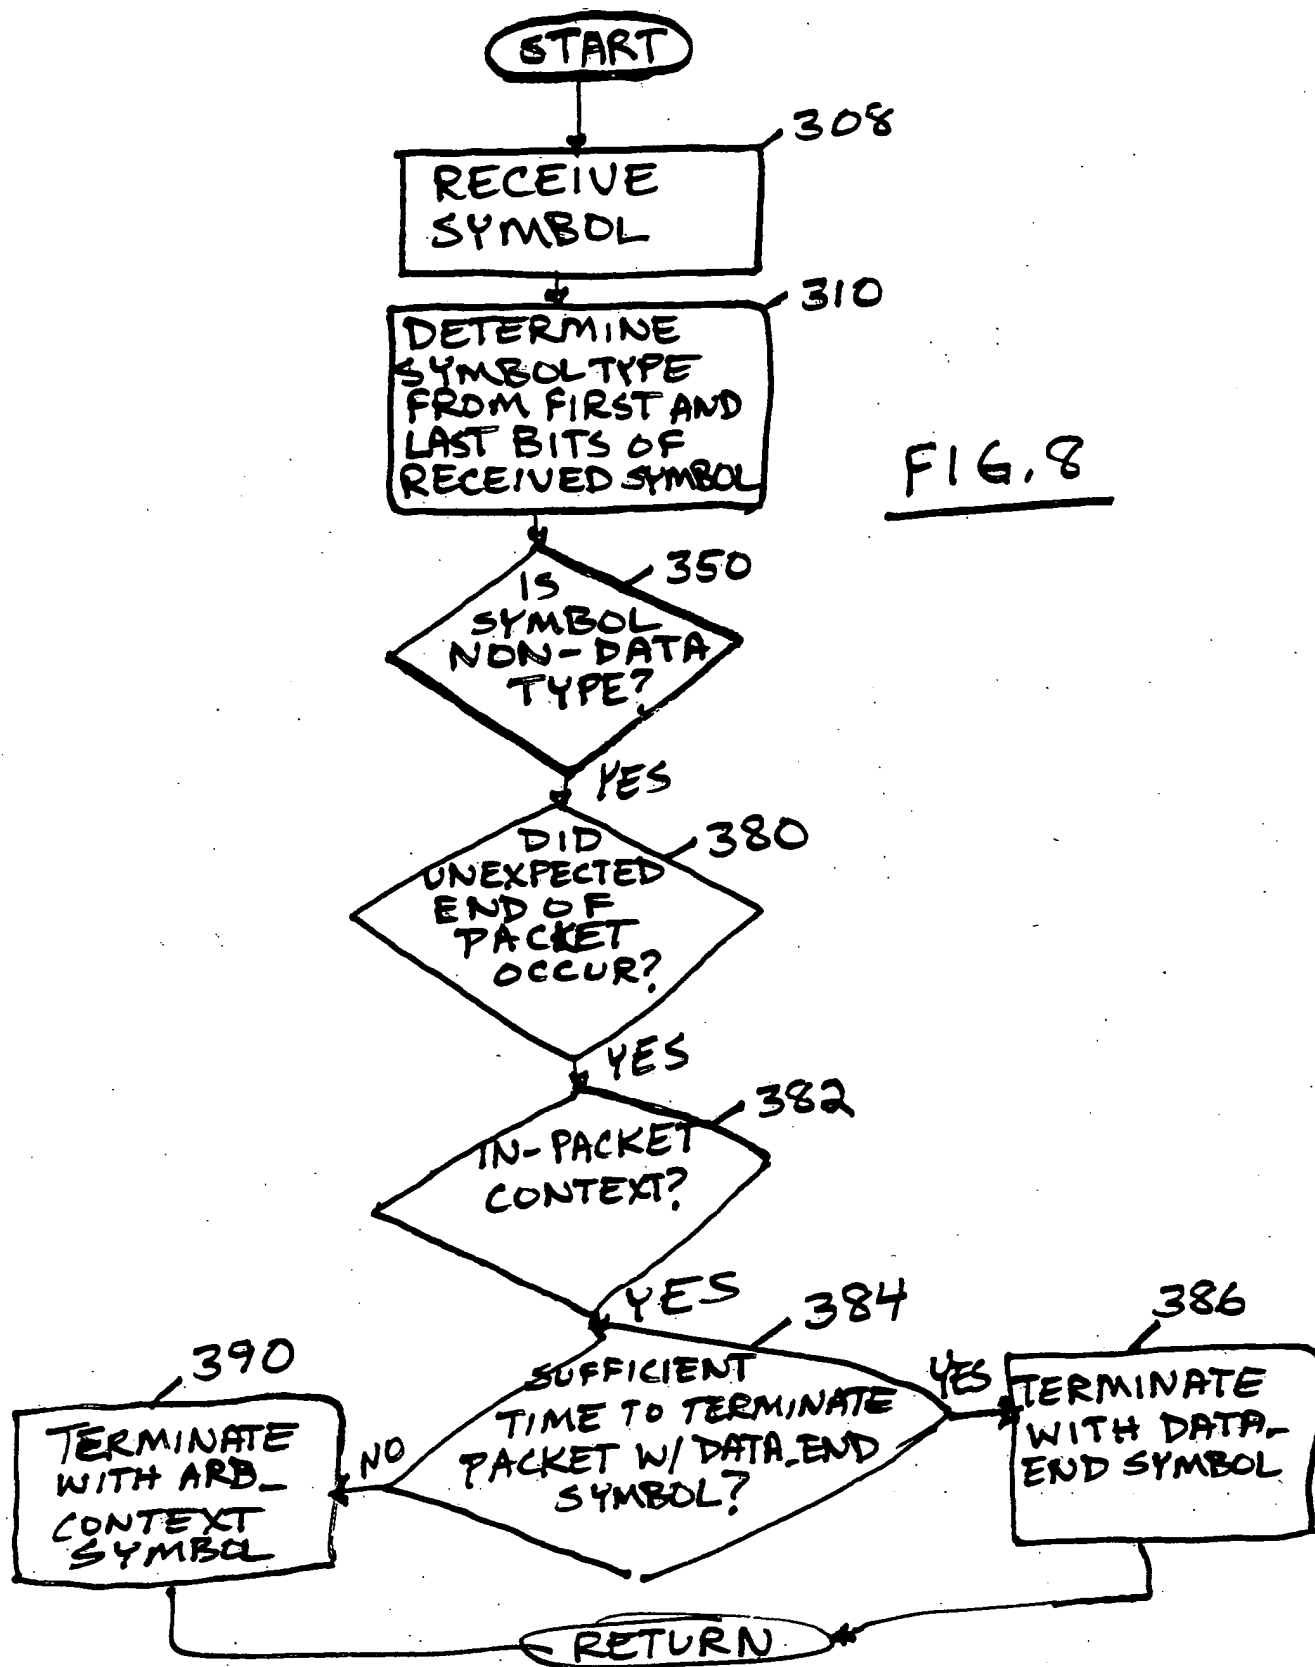 START
308
RECEIVE
SYMBOL
310
DETERMINE
SYMBOL TYPE
FROM FIRST AND
LAST BITS OF
RECEIVED SYMBOL
FIG. 8
350
IS
SYMBOL
NON-DATA
TYPE?
YES
380
DID
UNEXPECTED
END OF
PACKET
OCCUR?
YES
382
IN-PACKET
CONTEXT?
YES
384
SUFFICIENT
TIME TO TERMINATE
PACKET W/ DATA_END
SYMBOL?
YES
386
TERMINATE
WITH DATA_
END SYMBOL
NO
390
TERMINATE
WITH ARB_
CONTEXT
SYMBOL
RETURN